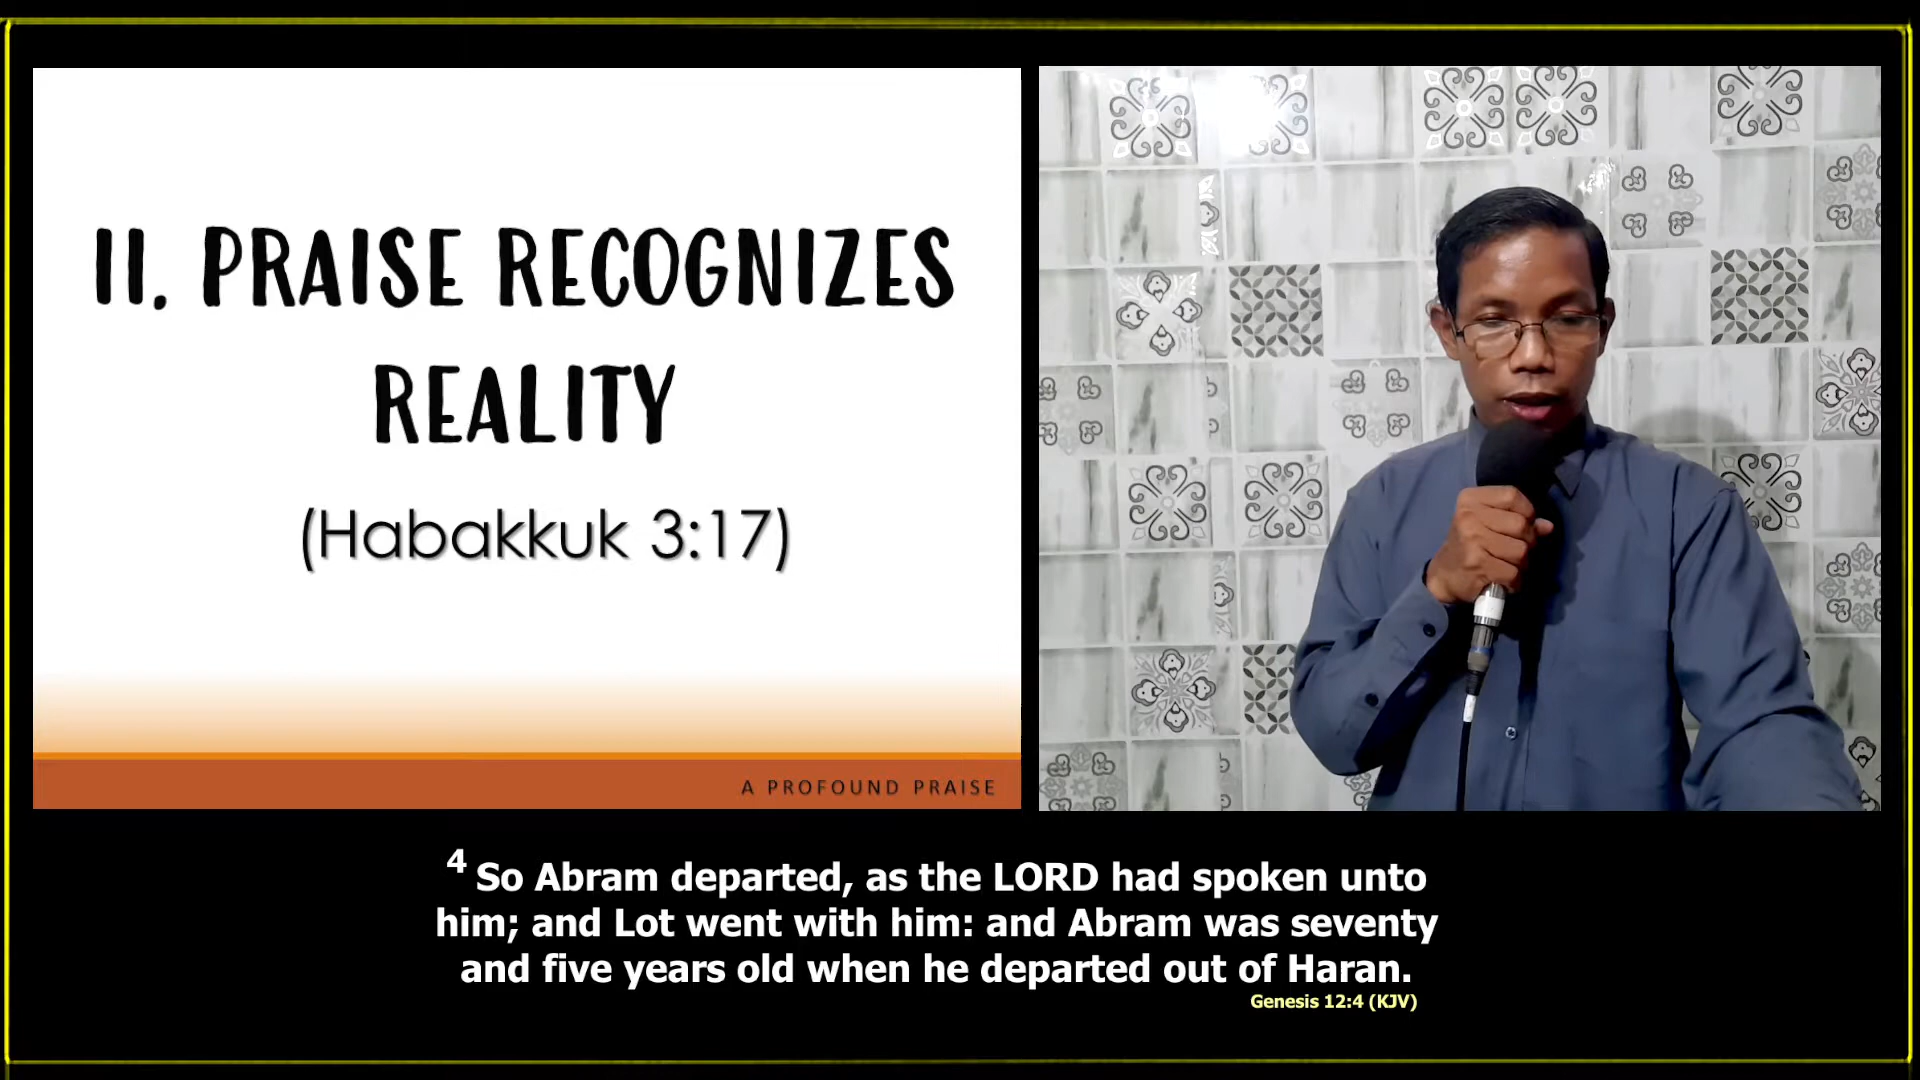 II. PRAISE RECOGNIZES
REALITY
(Habakkuk 3:17)
A PROFOUND PRAISE
4 So Abram departed, as the LORD had spoken unto
him; and Lot went with him: and Abram was seventy
and five years old when he departed out of Haran.
Genesis 12:4 (KJV)